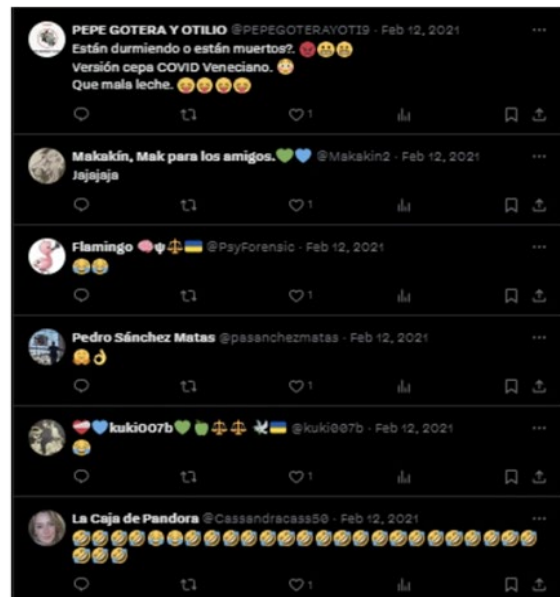 PEPE GOTERA Y OTILIO @PEPEGOTERAYOTI9 · Feb 12, 2021
Están durmiendo o están muertos?. 😡😬😬
Versión cepa COVID Veneciano. 😳
Que mala leche. 😝😝😝😝
1
Makakín, Mak para los amigos.💚💙 @Makakin2 · Feb 12, 2021
Jajajaja
1
Flamingo 🧠🔱⚖️🇺🇦 @PsyForensic · Feb 12, 2021
😂😂
1
Pedro Sánchez Matas @pasanchezmatas · Feb 12, 2021
🤗👌
1
❤️‍🩹💙kuki007b💚🍏⚖️⚖️ 🕊️🇺🇦 @kuki007b · Feb 12, 2021
😂
1
La Caja de Pandora @Cassandracass50 · Feb 12, 2021
🤣🤣🤣🤣😂😂🤣🤣🤣🤣🤣🤣🤣🤣🤣🤣🤣🤣🤣🤣🤣🤣🤣🤣
🤣🤣🤣
1